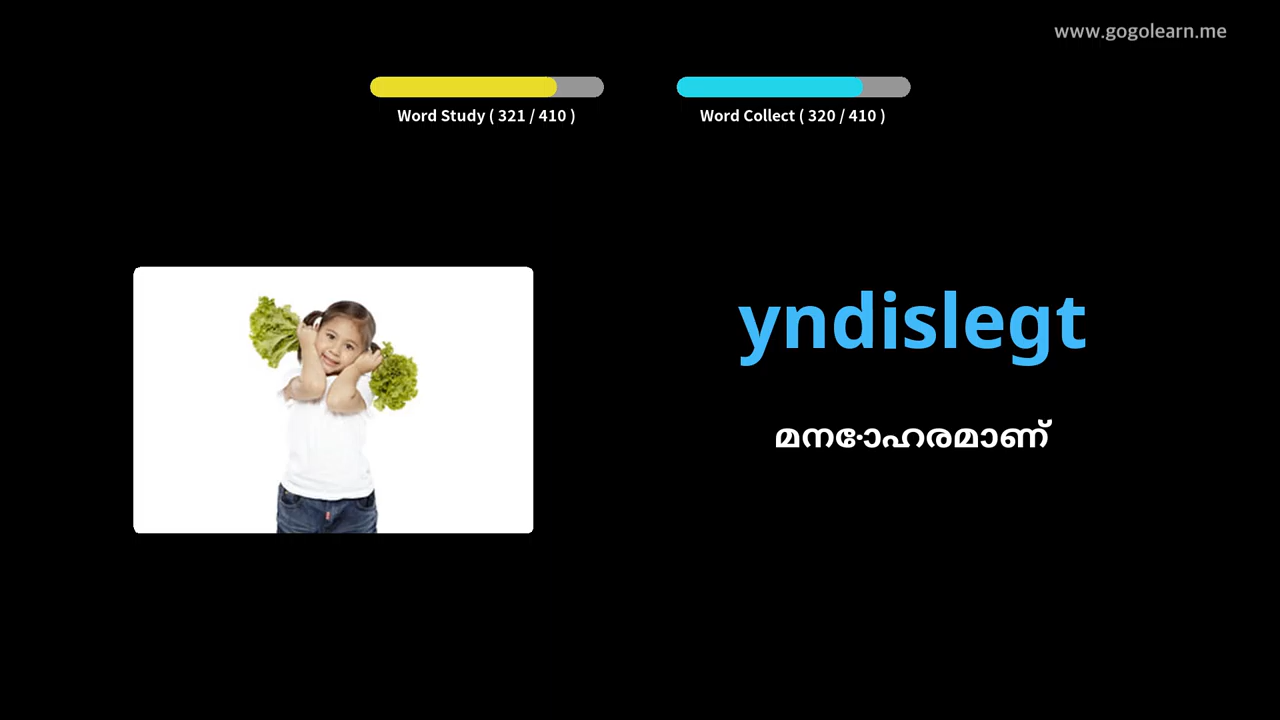 www.gogolearn.me
Word Study ( 321 / 410 )
Word Collect ( 320 / 410 )
yndislegt
മനോഹരമാണ്